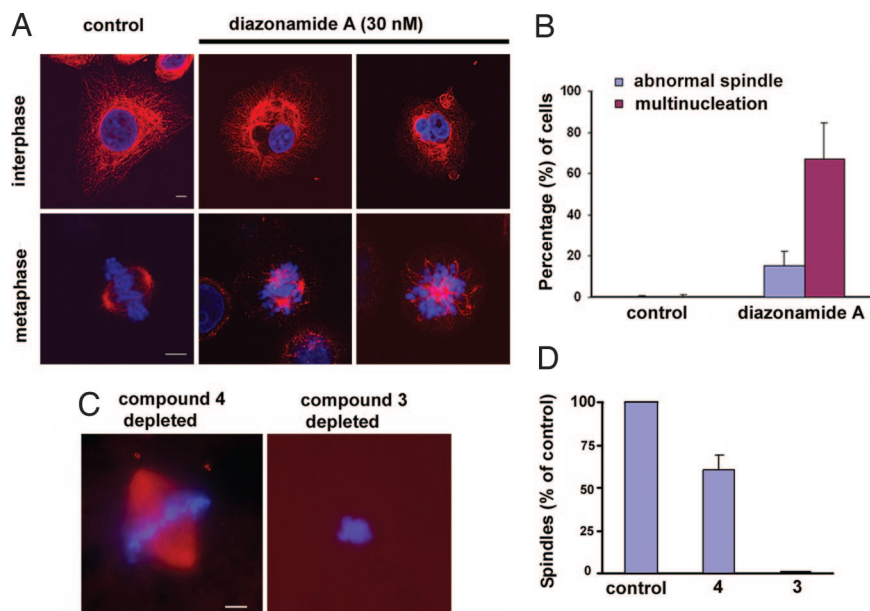 A
control
diazonamide A (30 nM)
interphase
metaphase
B
abnormal spindle
multinucleation
Percentage (%) of cells
100
80
60
40
20
0
control
diazonamide A
C
compound 4
depleted
compound 3
depleted
D
Spindles (% of control)
100
75
50
25
0
control
4
3